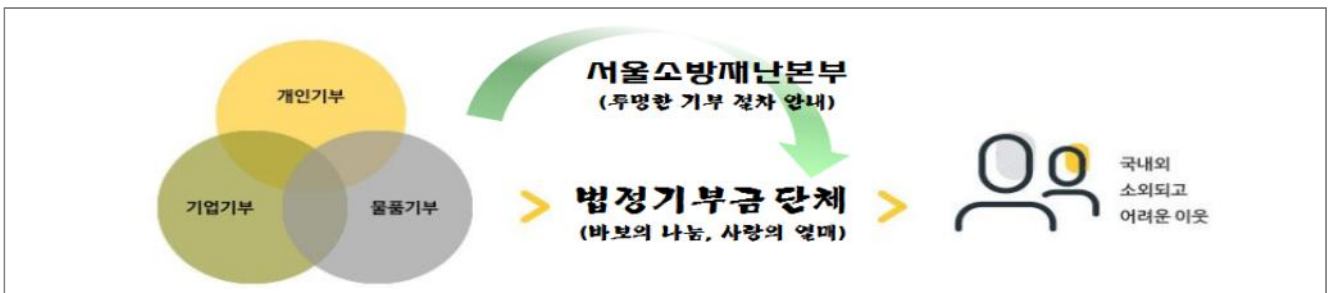 개인기부
기업기부
물품기부
서울소방재난본부
(투명한 기부 절차 안내)
법정기부금단체
(바보의 나눔, 사랑의 열매)
국내외
소외되고
어려운 이웃